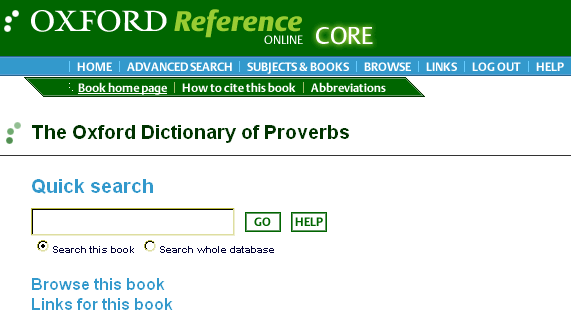 OXFORD Reference
ONLINE CORE
HOME ADVANCED SEARCH SUBJECTS & BOOKS BROWSE LINKS LOG OUT HELP
Book home page How to cite this book Abbreviations
The Oxford Dictionary of Proverbs
Quick search
GO HELP
Search this book Search whole database
Browse this book
Links for this book